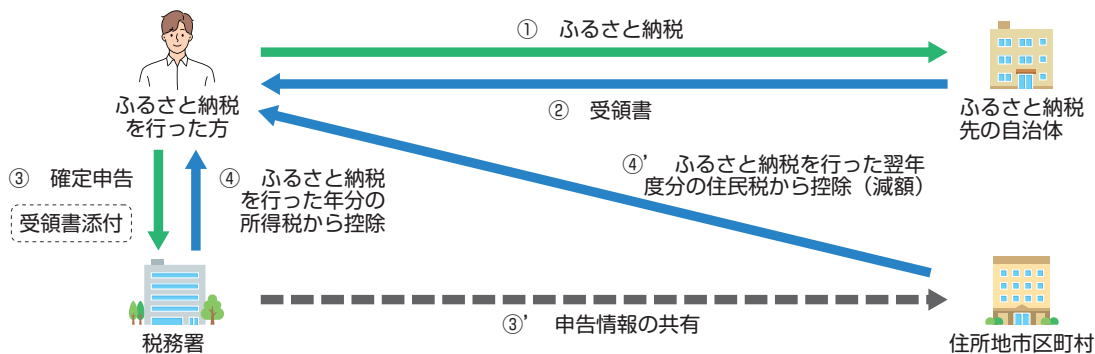 ① ふるさと納税
ふるさと納税
を行った方
② 受領書
ふるさと納税
先の自治体
③ 確定申告
受領書添付
④ ふるさと納税
を行った年分の
所得税から控除
④’ ふるさと納税を行った翌年
度分の住民税から控除（減額）
税務署
③’ 申告情報の共有
住所地市区町村